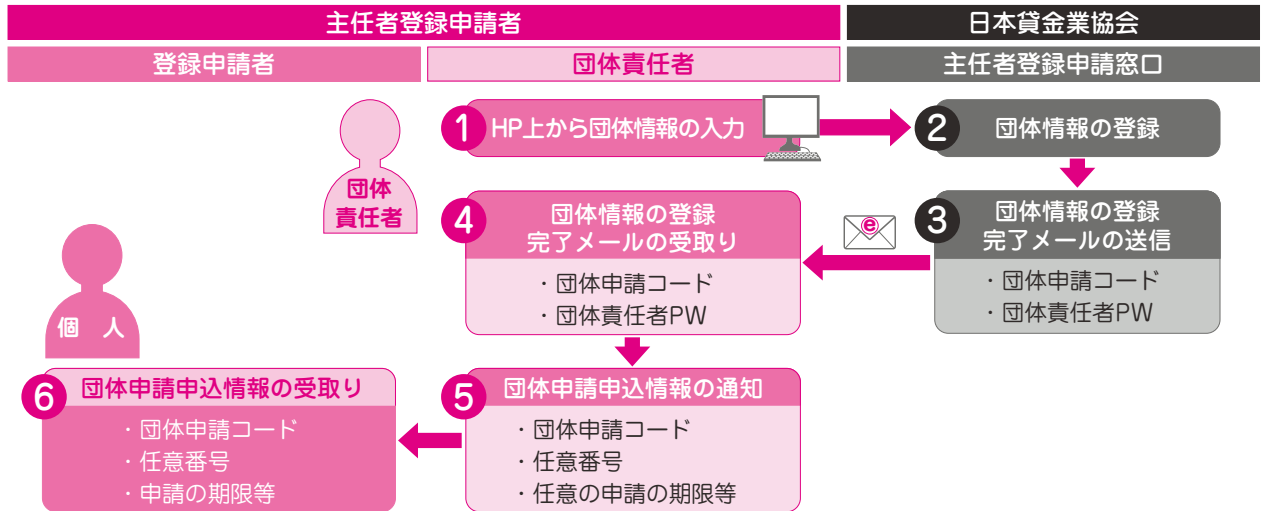 主任者登録申請者
日本貸金業協会
登録申請者
団体責任者
主任者登録申請窓口
団体
責任者
1 HP上から団体情報の入力
2 団体情報の登録
3 団体情報の登録
完了メールの送信
・団体申請コード
・団体責任者PW
e
4 団体情報の登録
完了メールの受取り
・団体申請コード
・団体責任者PW
個 人
5 団体申請申込情報の通知
・団体申請コード
・任意番号
・任意の申請の期限等
6 団体申請申込情報の受取り
・団体申請コード
・任意番号
・申請の期限等